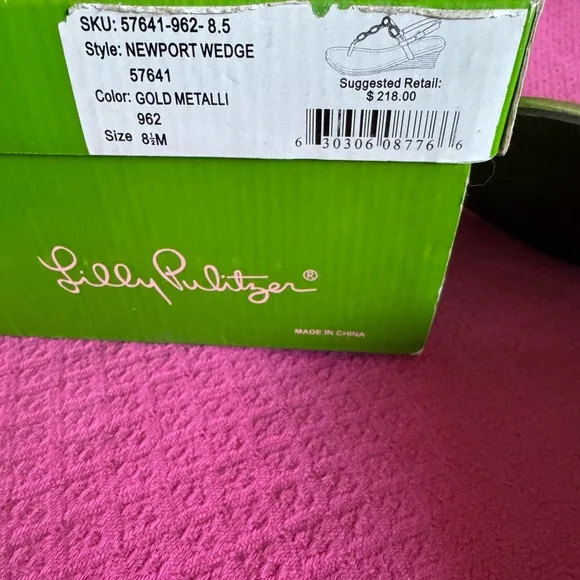 SKU: 57641-962- 8.5
Style: NEWPORT WEDGE
57641
Color: GOLD METALLI
962
Size 8½M
Suggested Retail:
$ 218.00
6 30306 08776 6
Lilly Pulitzer®
MADE IN CHINA